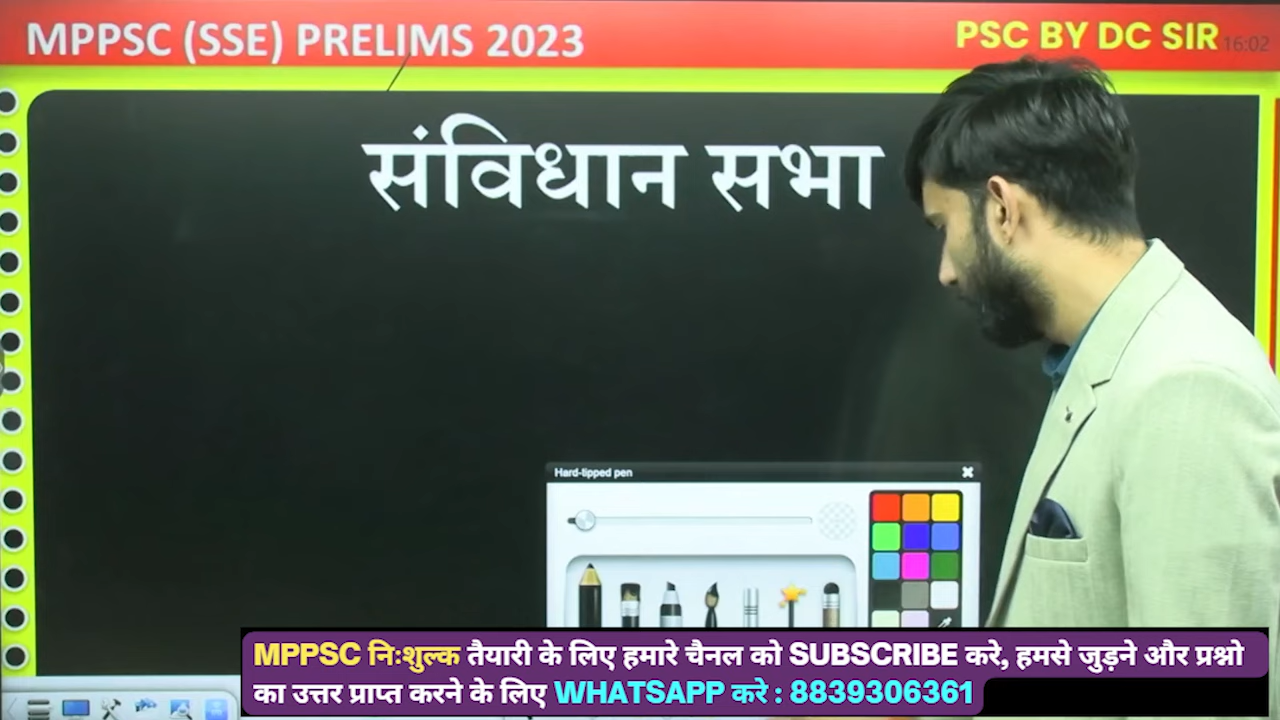 MPPSC (SSE) PRELIMS 2023
PSC BY DC SIR
16:02
संविधान सभा
Hard-tipped pen
MPPSC निःशुल्क तैयारी के लिए हमारे चैनल को SUBSCRIBE करे, हमसे जुड़ने और प्रश्नो
का उत्तर प्राप्त करने के लिए WHATSAPP करे : 8839306361